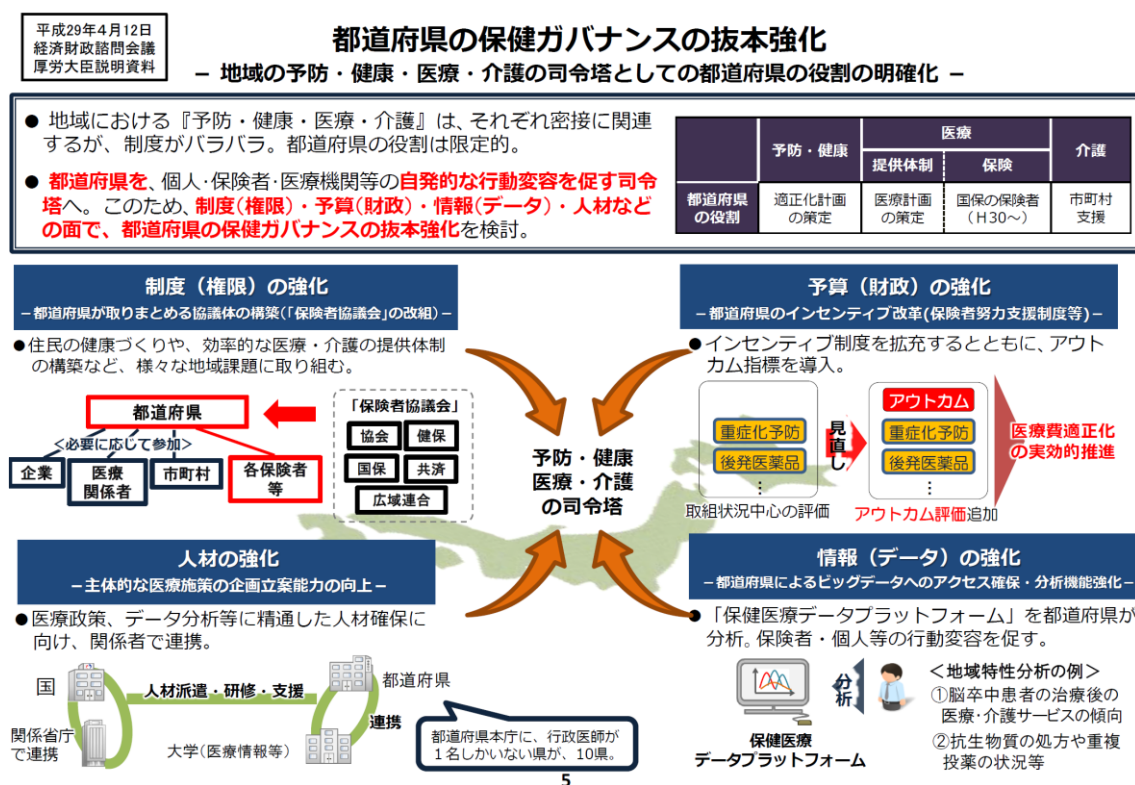 平成29年4月12日
経済財政諮問会議
厚労大臣説明資料
都道府県の保健ガバナンスの抜本強化
－ 地域の予防・健康・医療・介護の司令塔としての都道府県の役割の明確化 －
● 地域における『予防・健康・医療・介護』は、それぞれ密接に関連
するが、制度がバラバラ。都道府県の役割は限定的。
● 都道府県を、個人･保険者･医療機関等の自発的な行動変容を促す司令
塔へ。このため、制度(権限)・予算(財政)・情報(データ)・人材など
の面で、都道府県の保健ガバナンスの抜本強化を検討。
予防・健康
医療
介護
提供体制
保険
都道府県
の役割
適正化計画
の策定
医療計画
の策定
国保の保険者
（H30～）
市町村
支援
制度（権限）の強化
－都道府県が取りまとめる協議体の構築(｢保険者協議会｣の改組)－
●住民の健康づくりや、効率的な医療・介護の提供体制
の構築など、様々な地域課題に取り組む。
都道府県
＜必要に応じて参加＞
企業
医療
関係者
市町村
各保険者
等
「保険者協議会」
協会
健保
国保
共済
広域連合
予算（財政）の強化
－都道府県のインセンティブ改革(保険者努力支援制度等)－
●インセンティブ制度を拡充するとともに、アウト
カム指標を導入。
重症化予防
後発医薬品
⋮
取組状況中心の評価
見直し
アウトカム
重症化予防
後発医薬品
⋮
アウトカム評価追加
医療費適正化
の実効的推進
予防・健康
医療・介護
の司令塔
人材の強化
－主体的な医療施策の企画立案能力の向上－
●医療政策、データ分析等に精通した人材確保に
向け、関係者で連携。
国
人材派遣・研修・支援
都道府県
関係省庁
で連携
大学(医療情報等)
連携
都道府県本庁に、行政医師が
１名しかいない県が、10県。
情報（データ）の強化
－都道府県によるビッグデータへのアクセス確保・分析機能強化－
●「保健医療データプラットフォーム」を都道府県が
分析。保険者・個人等の行動変容を促す。
分析
保健医療
データプラットフォーム
＜地域特性分析の例＞
①脳卒中患者の治療後の
医療･介護サービスの傾向
②抗生物質の処方や重複
投薬の状況等
5